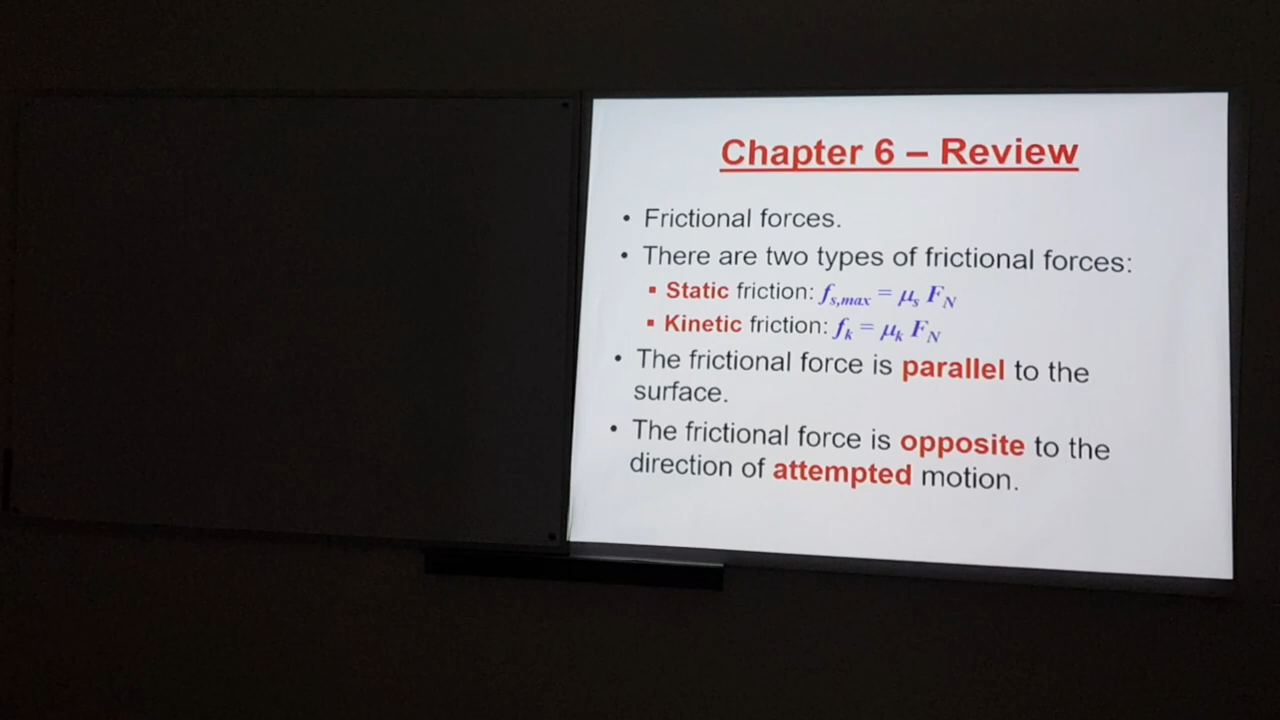 Chapter 6 – Review
• Frictional forces.
• There are two types of frictional forces:
▪ Static friction: fs,max = μs FN
▪ Kinetic friction: fk = μk FN
• The frictional force is parallel to the
surface.
• The frictional force is opposite to the
direction of attempted motion.